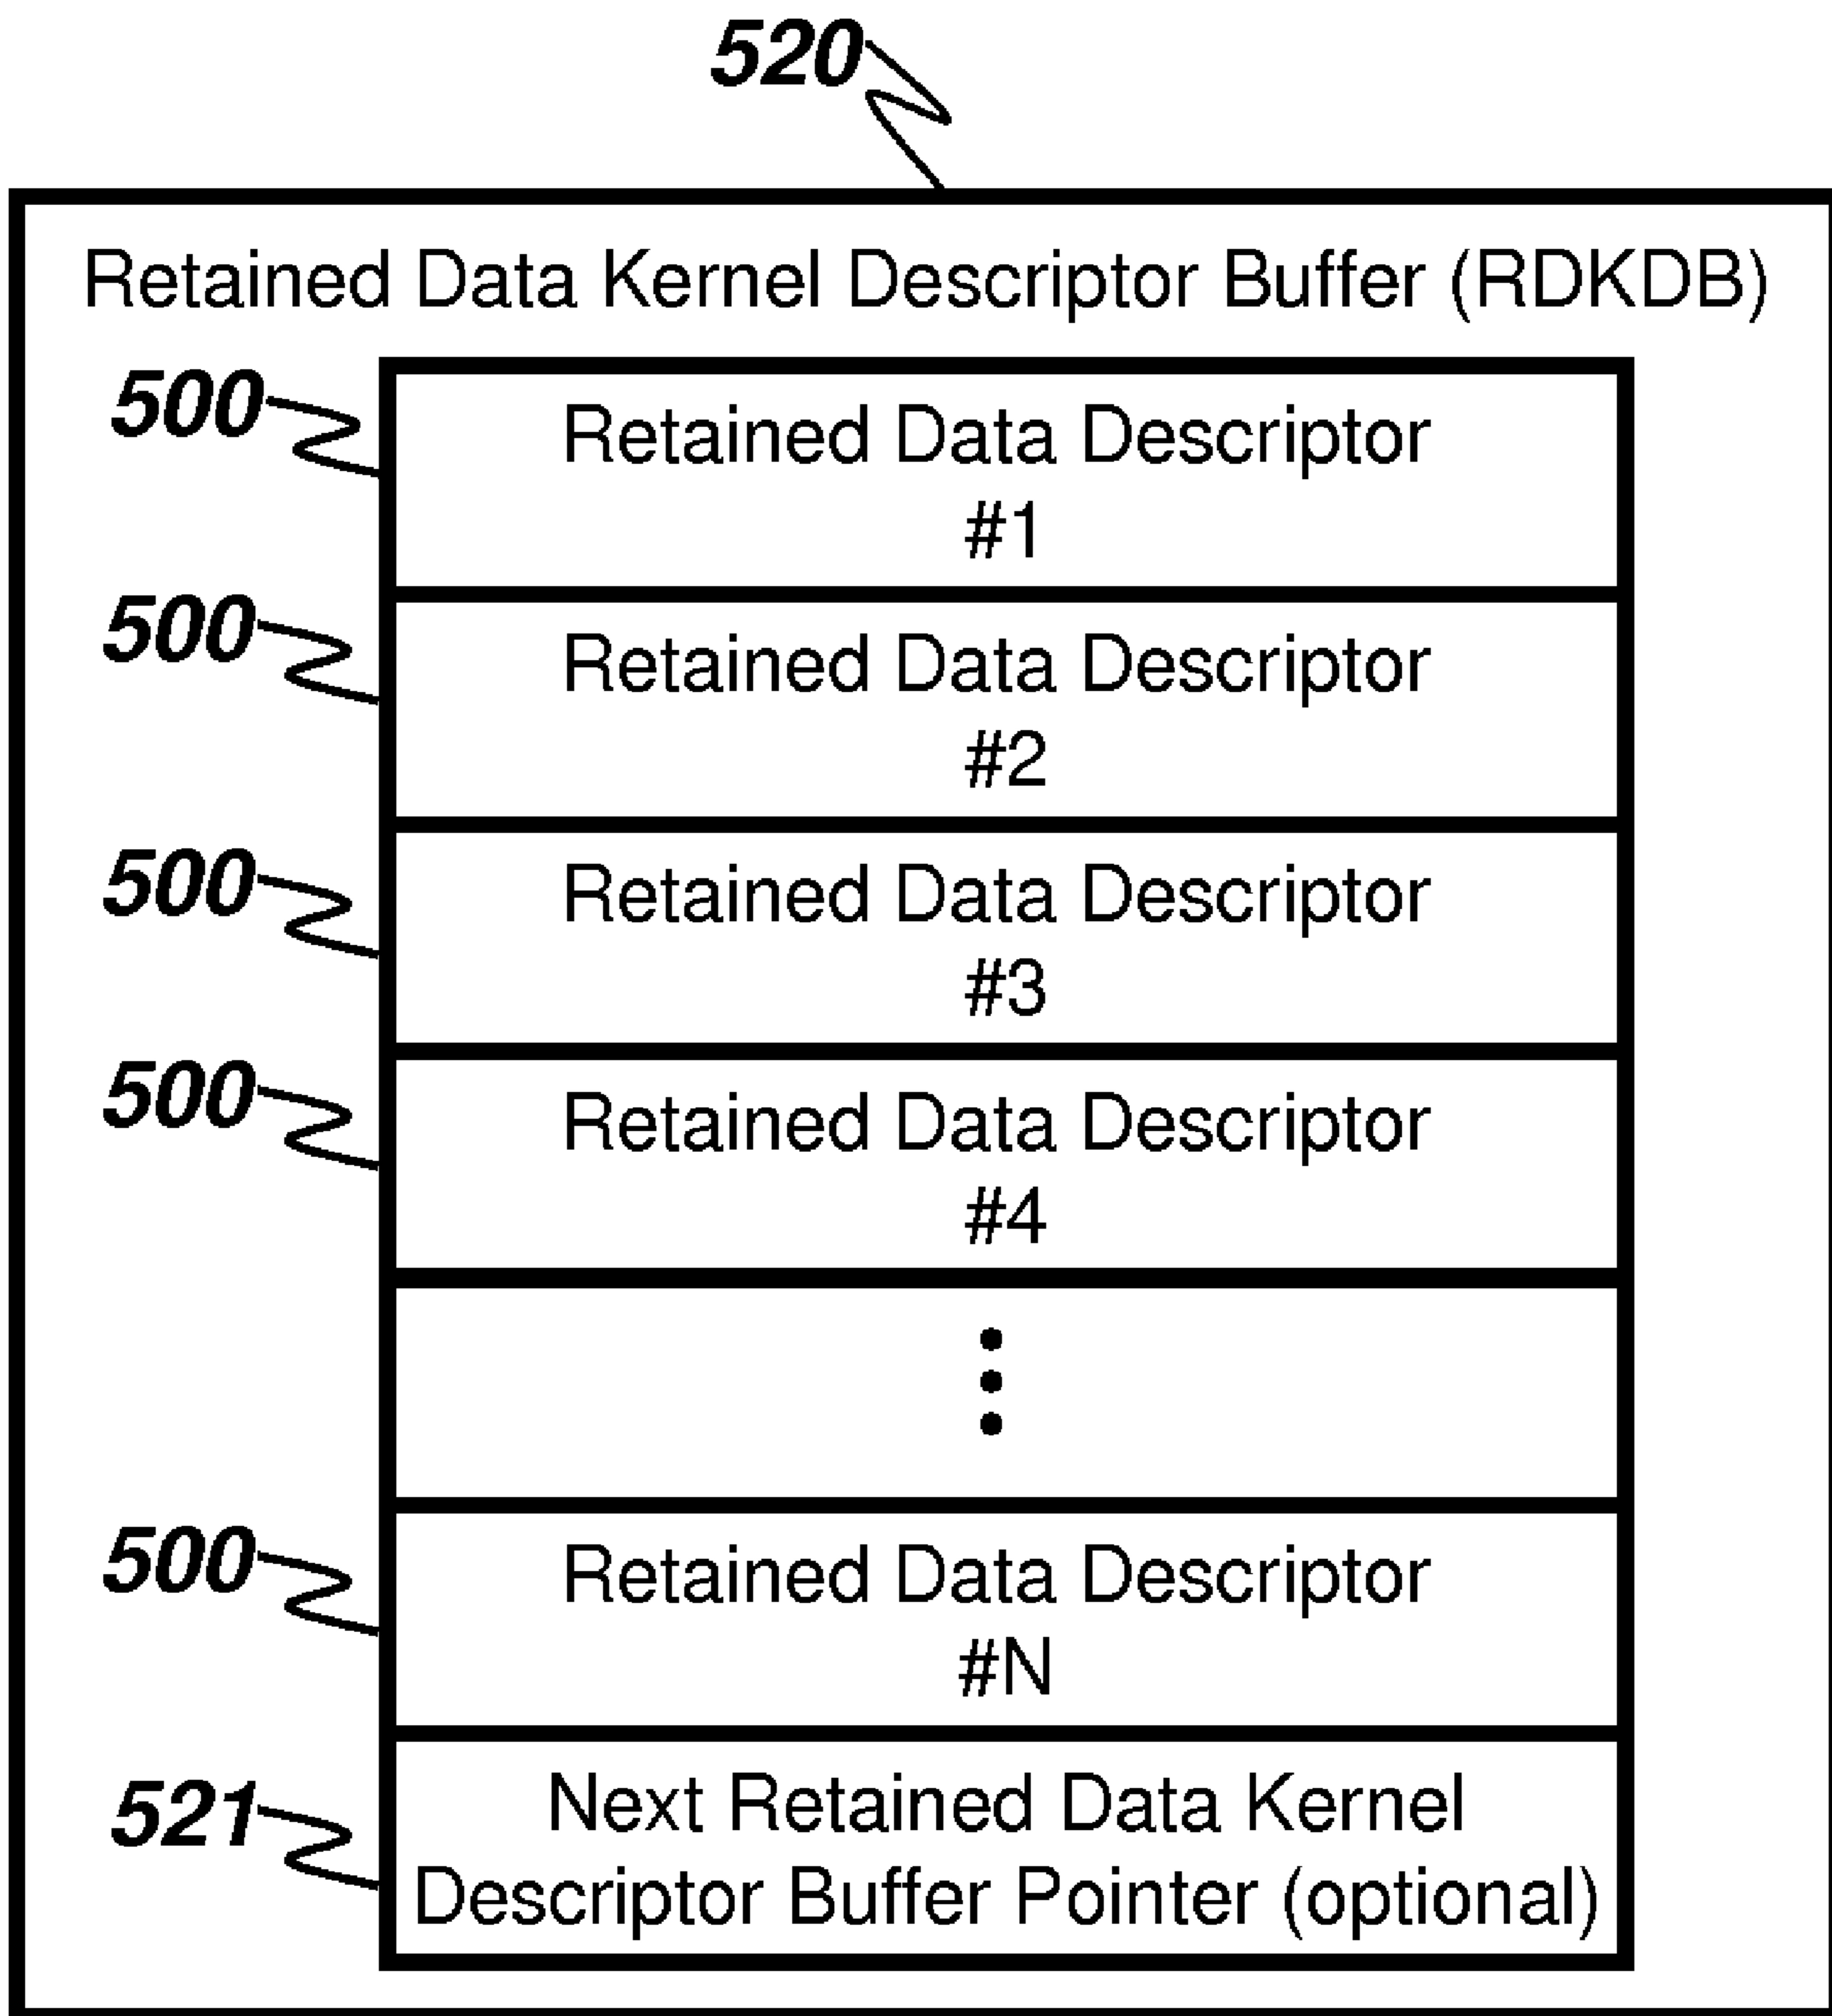 520
Retained Data Kernel Descriptor Buffer (RDKDB)
500
Retained Data Descriptor
#1
500
Retained Data Descriptor
#2
500
Retained Data Descriptor
#3
500
Retained Data Descriptor
#4
500
Retained Data Descriptor
#N
521
Next Retained Data Kernel
Descriptor Buffer Pointer (optional)